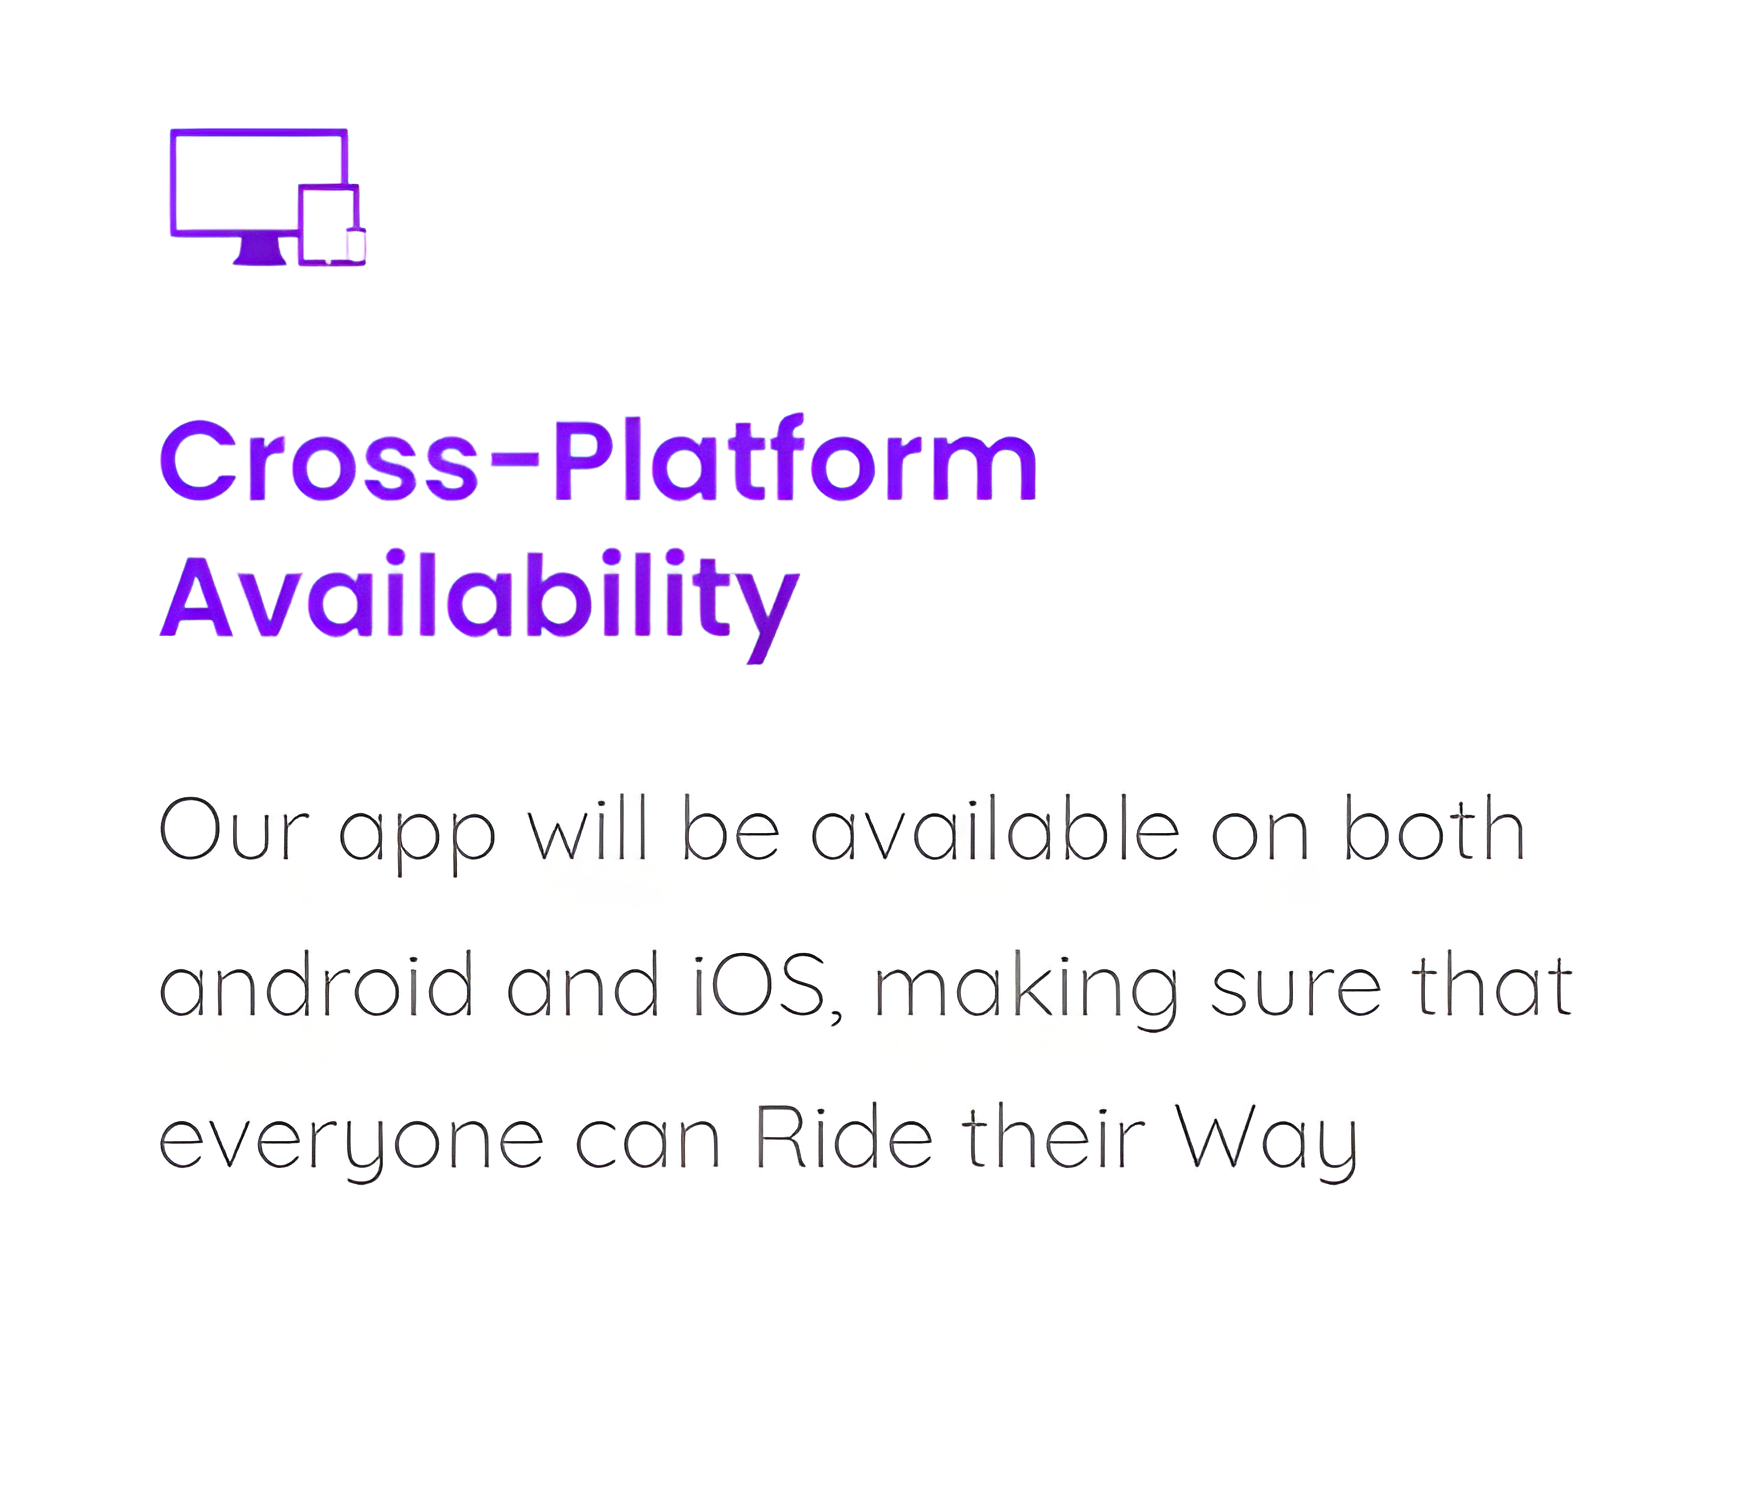 Cross-Platform
Availability
Our app will be available on both
android and iOS, making sure that
everyone can Ride their Way